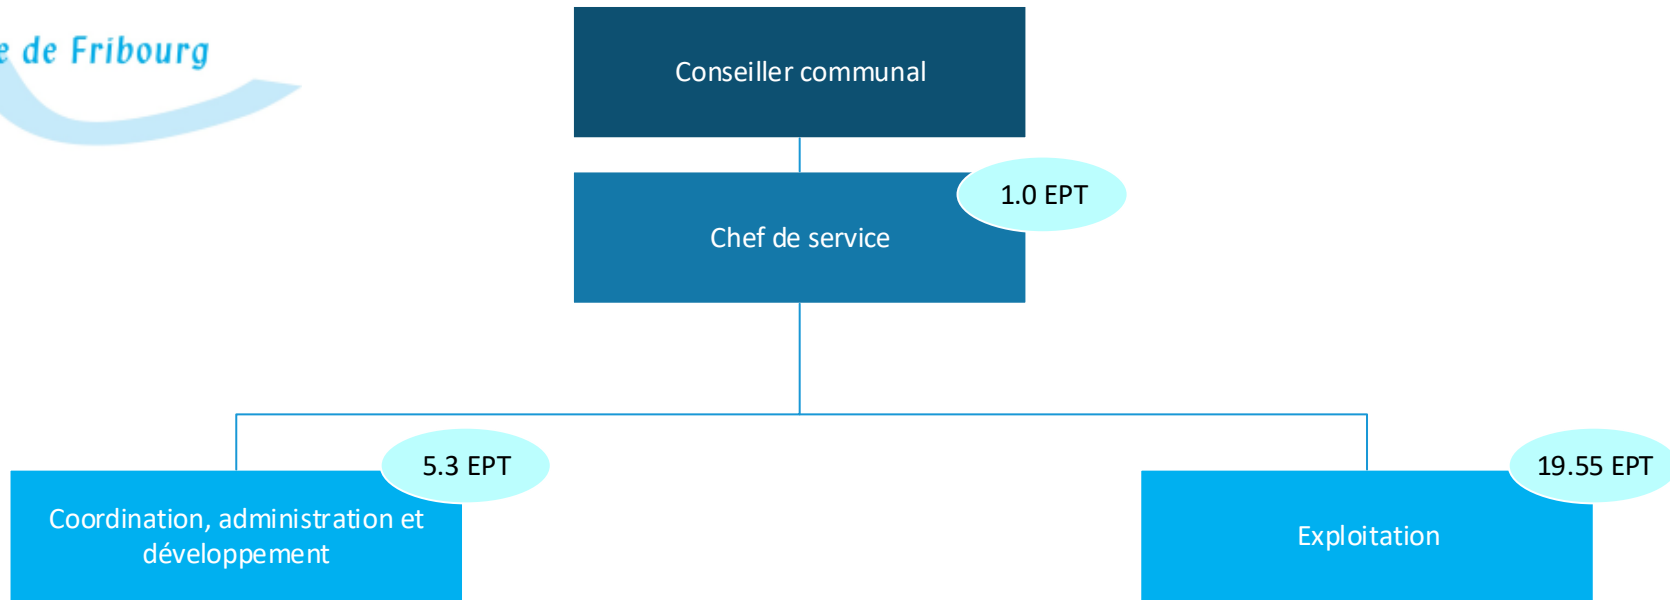 de Fribourg
Conseiller communal
1.0 EPT
Chef de service
5.3 EPT
19.55 EPT
Coordination, administration et
développement
Exploitation